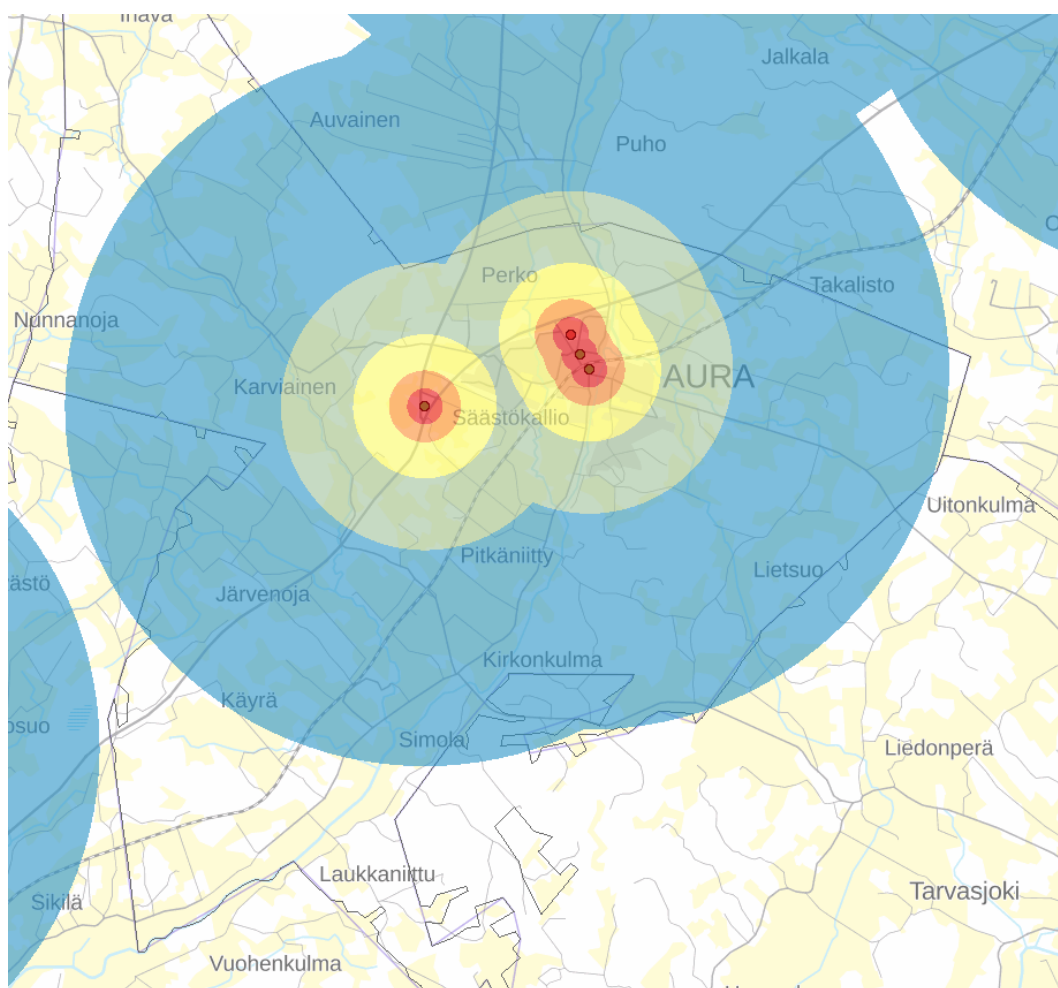 Auvainen
Jalkala
Puho
Perko
Takalisto
Nunnanoja
Karviainen
AURA
Säästökallio
Uitonkulma
Pitkäniitty
Lietsuo
Järvenoja
Kirkonkulma
Käyrä
Simola
Liedonperä
Laukkaniittu
Tarvasjoki
Sikilä
Vuohenkulma